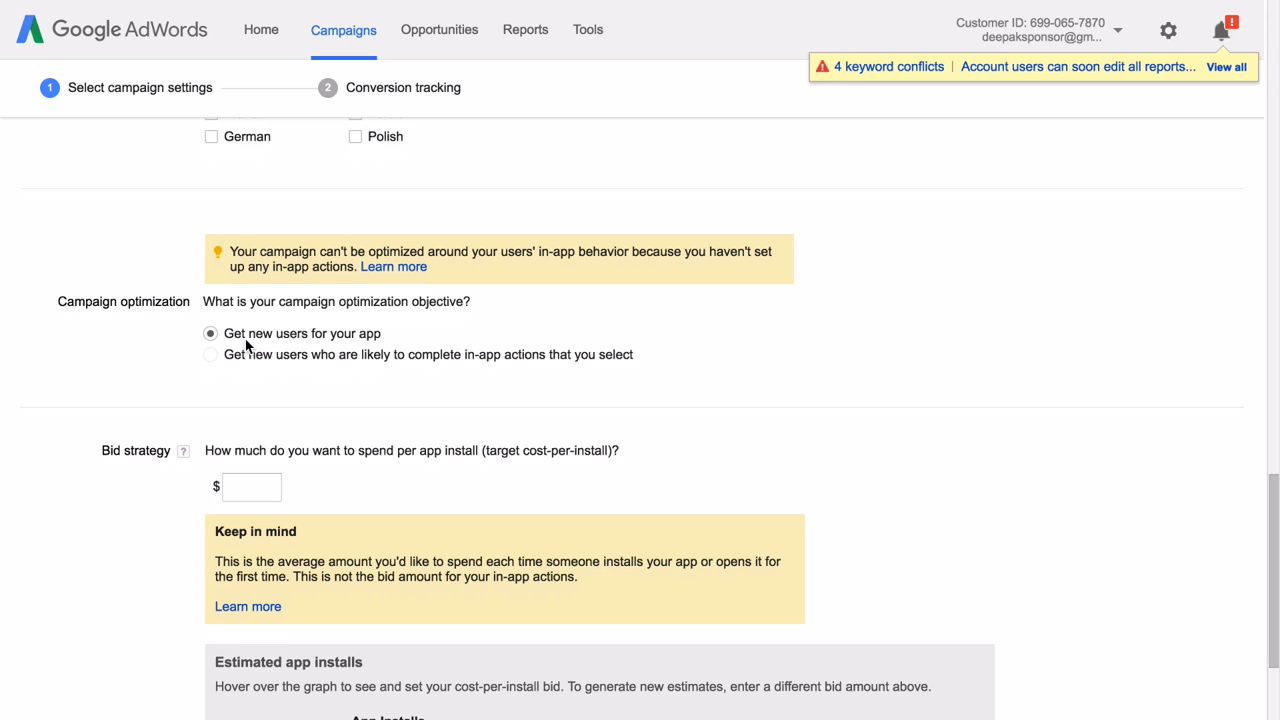 Google AdWords Home Campaigns Opportunities Reports Tools
Customer ID: 699-065-7870
deepaksponsor@gm...
!
4 keyword conflicts | Account users can soon edit all reports... View all
1 Select campaign settings 2 Conversion tracking
German Polish
Your campaign can't be optimized around your users' in-app behavior because you haven't set
up any in-app actions. Learn more
Campaign optimization What is your campaign optimization objective?
Get new users for your app
Get new users who are likely to complete in-app actions that you select
Bid strategy ? How much do you want to spend per app install (target cost-per-install)?
$
Keep in mind
This is the average amount you'd like to spend each time someone installs your app or opens it for
the first time. This is not the bid amount for your in-app actions.
Learn more
Estimated app installs
Hover over the graph to see and set your cost-per-install bid. To generate new estimates, enter a different bid amount above.
App Installs